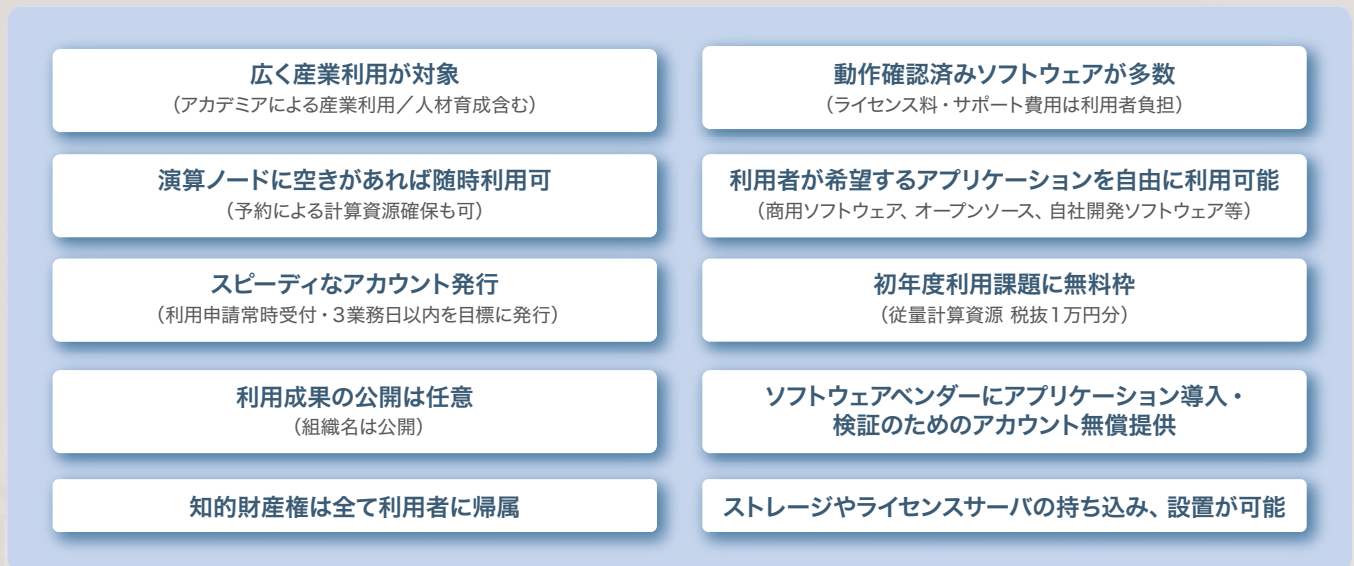 広く産業利用が対象
（アカデミアによる産業利用／人材育成含む）
演算ノードに空きがあれば随時利用可
（予約による計算資源確保も可）
スピーディなアカウント発行
（利用申請常時受付・3業務日以内を目標に発行）
利用成果の公開は任意
（組織名は公開）
知的財産権は全て利用者に帰属
動作確認済みソフトウェアが多数
（ライセンス料・サポート費用は利用者負担）
利用者が希望するアプリケーションを自由に利用可能
（商用ソフトウェア、オープンソース、自社開発ソフトウェア等）
初年度利用課題に無料枠
（従量計算資源 税抜1万円分）
ソフトウェアベンダーにアプリケーション導入・
検証のためのアカウント無償提供
ストレージやライセンスサーバの持ち込み、設置が可能